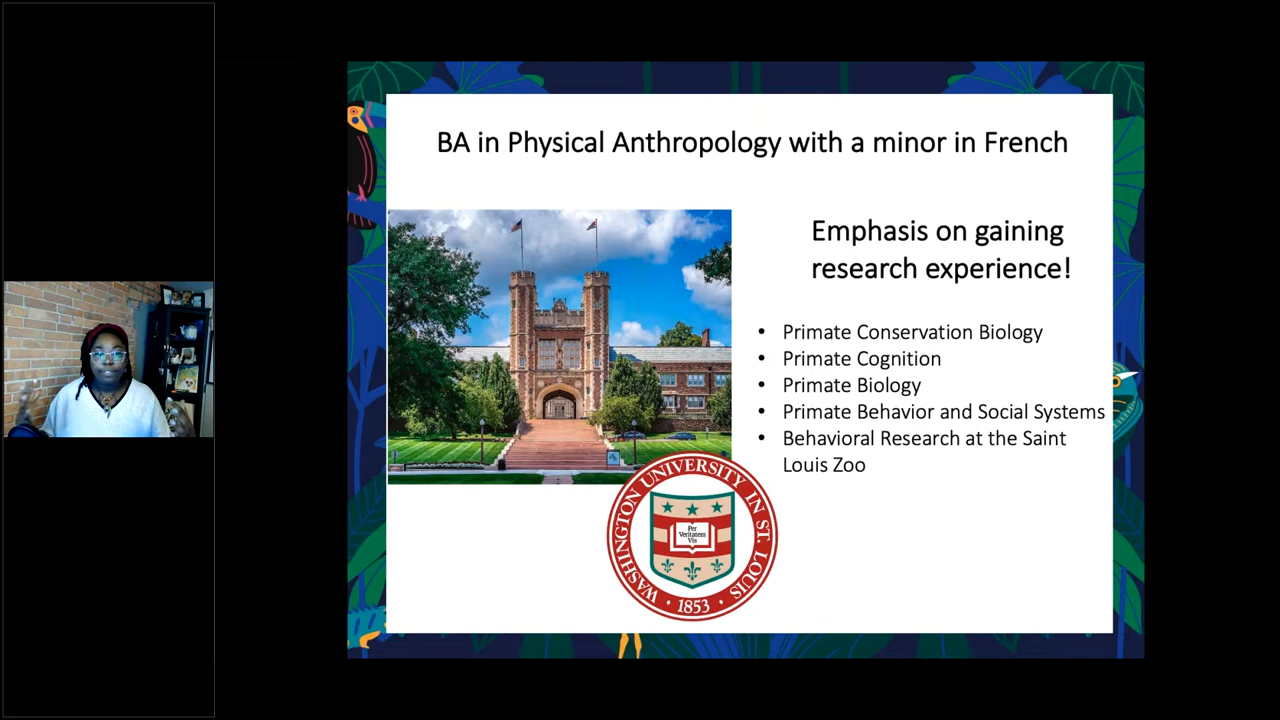 BA in Physical Anthropology with a minor in French
Emphasis on gaining
research experience!
• Primate Conservation Biology
• Primate Cognition
• Primate Biology
• Primate Behavior and Social Systems
• Behavioral Research at the Saint
Louis Zoo
WASHINGTON UNIVERSITY IN ST. LOUIS
Per
Veritatem
Vis
• 1853 •